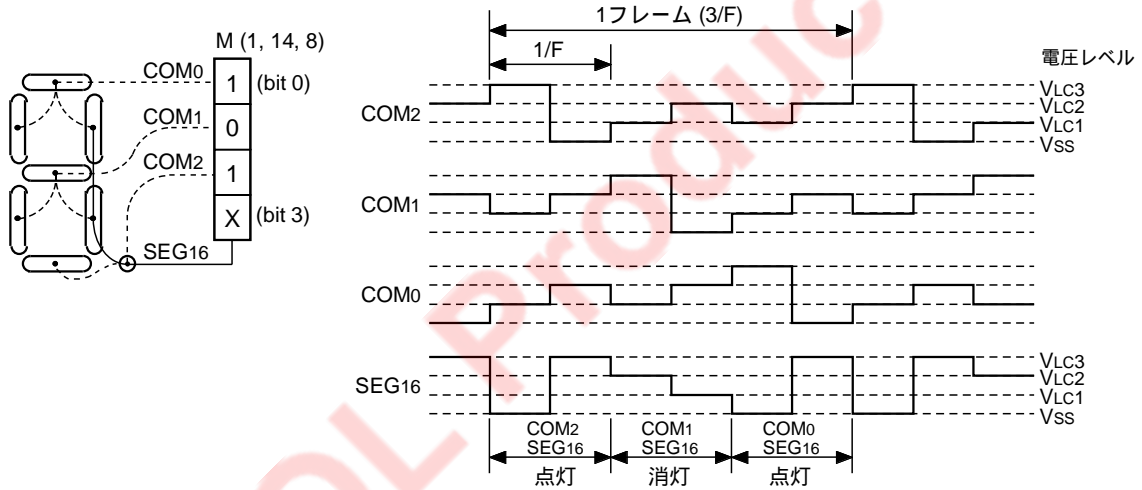 M (1, 14, 8)
COM0
1
(bit 0)
COM1
0
COM2
1
X
(bit 3)
SEG16
1フレーム (3/F)
1/F
電圧レベル
COM2
VLC3
VLC2
VLC1
VSS
COM1
COM0
SEG16
VLC3
VLC2
VLC1
VSS
COM2
SEG16
点灯
COM1
SEG16
消灯
COM0
SEG16
点灯